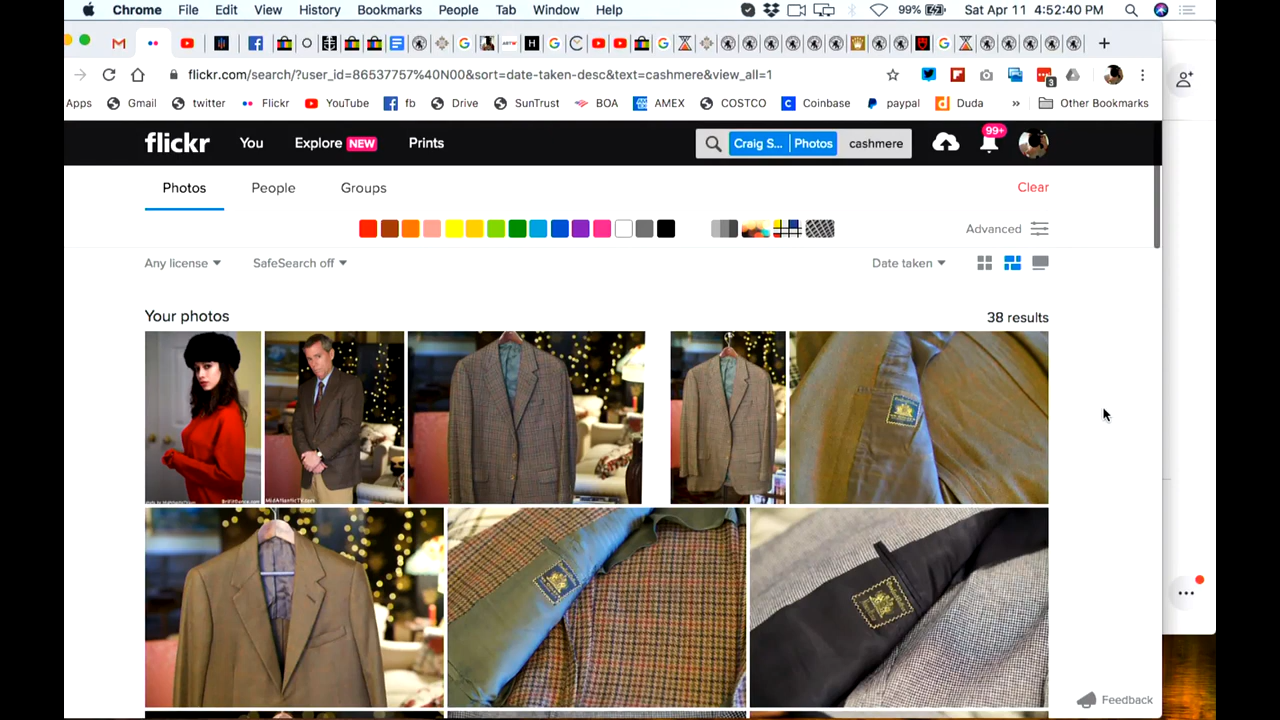 Chrome File Edit View History Bookmarks People Tab Window Help 99% Sat Apr 11 4:52:40 PM
flickr.com/search/?user_id=86537757%40N00&sort=date-taken-desc&text=cashmere&view_all=1
3
Apps Gmail twitter Flickr YouTube fb Drive SunTrust BOA AMEX COSTCO Coinbase paypal Duda » Other Bookmarks
flickr You Explore NEW Prints Craig S... Photos cashmere 99+
Photos People Groups Clear
Advanced
Any license SafeSearch off Date taken
Your photos 38 results
MidAtlanticTV.com
Feedback